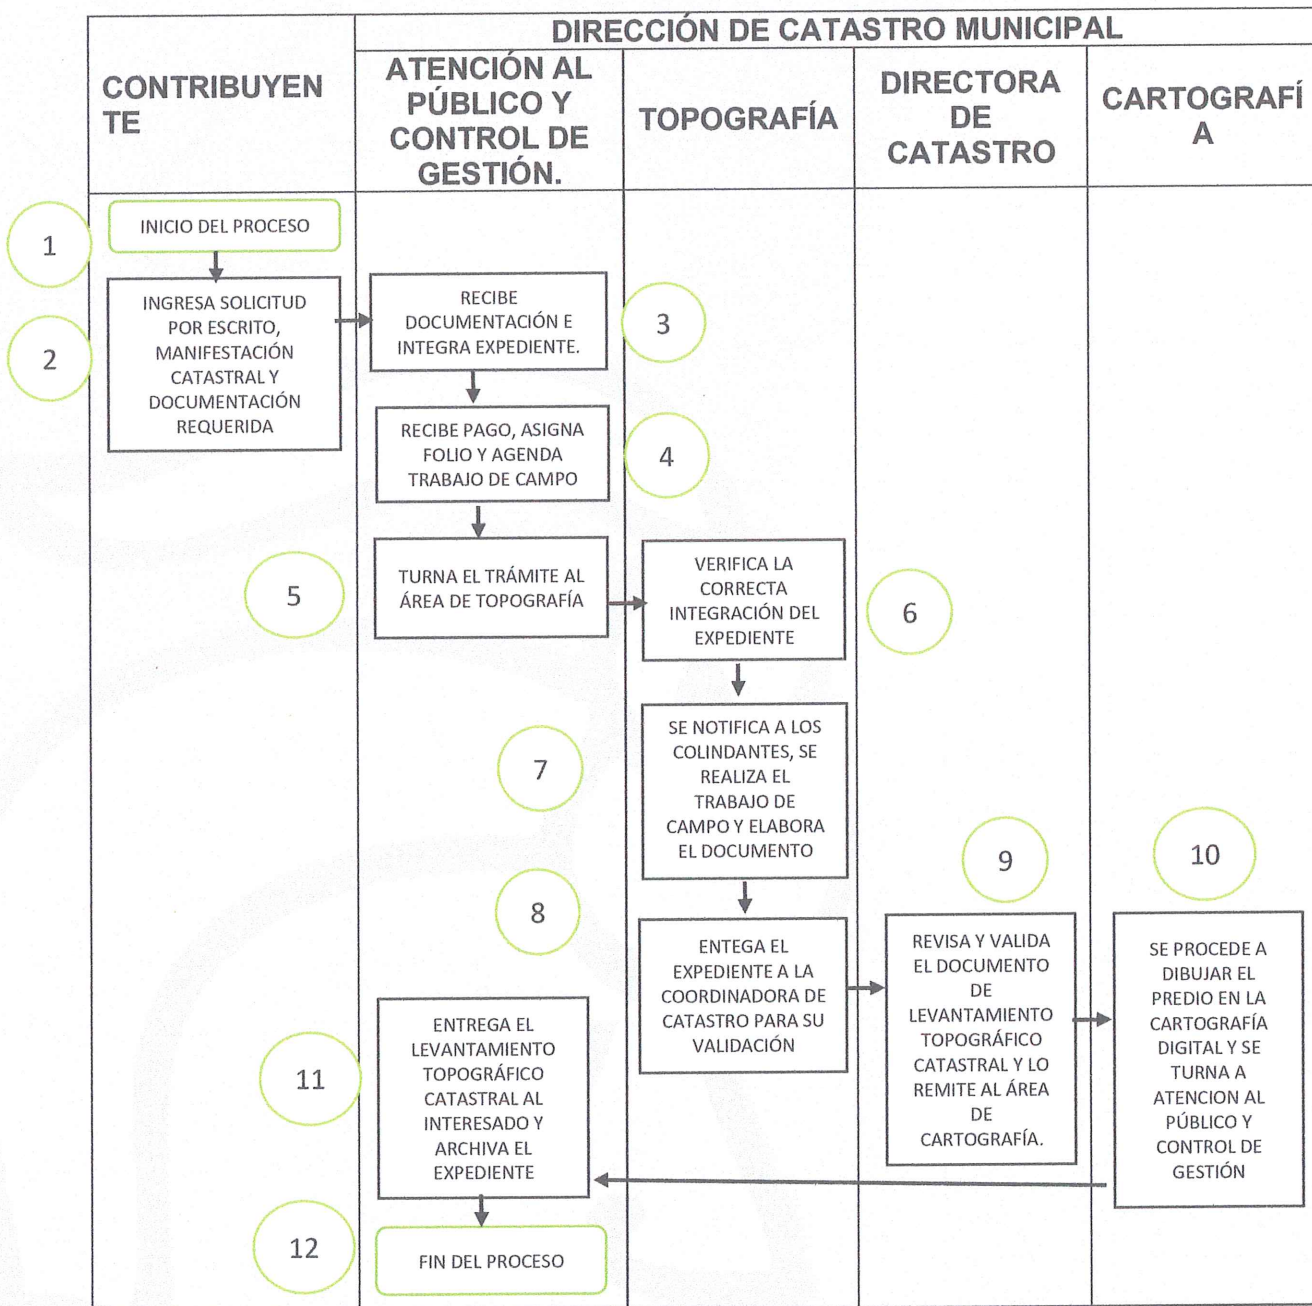 DIRECCIÓN DE CATASTRO MUNICIPAL
CONTRIBUYEN
TE
ATENCIÓN AL
PÚBLICO Y
CONTROL DE
GESTIÓN.
TOPOGRAFÍA
DIRECTORA
DE
CATASTRO
CARTOGRAFÍ
A
1
INICIO DEL PROCESO
2
INGRESA SOLICITUD
POR ESCRITO,
MANIFESTACIÓN
CATASTRAL Y
DOCUMENTACIÓN
REQUERIDA
RECIBE
DOCUMENTACIÓN E
INTEGRA EXPEDIENTE.
3
RECIBE PAGO, ASIGNA
FOLIO Y AGENDA
TRABAJO DE CAMPO
4
5
TURNA EL TRÁMITE AL
ÁREA DE TOPOGRAFÍA
VERIFICA LA
CORRECTA
INTEGRACIÓN DEL
EXPEDIENTE
6
7
SE NOTIFICA A LOS
COLINDANTES, SE
REALIZA EL
TRABAJO DE
CAMPO Y ELABORA
EL DOCUMENTO
8
ENTEGA EL
EXPEDIENTE A LA
COORDINADORA DE
CATASTRO PARA SU
VALIDACIÓN
9
REVISA Y VALIDA
EL DOCUMENTO
DE
LEVANTAMIENTO
TOPOGRÁFICO
CATASTRAL Y LO
REMITE AL ÁREA
DE
CARTOGRAFÍA.
10
SE PROCEDE A
DIBUJAR EL
PREDIO EN LA
CARTOGRAFÍA
DIGITAL Y SE
TURNA A
ATENCION AL
PÚBLICO Y
CONTROL DE
GESTIÓN
11
ENTREGA EL
LEVANTAMIENTO
TOPOGRÁFICO
CATASTRAL AL
INTERESADO Y
ARCHIVA EL
EXPEDIENTE
12
FIN DEL PROCESO